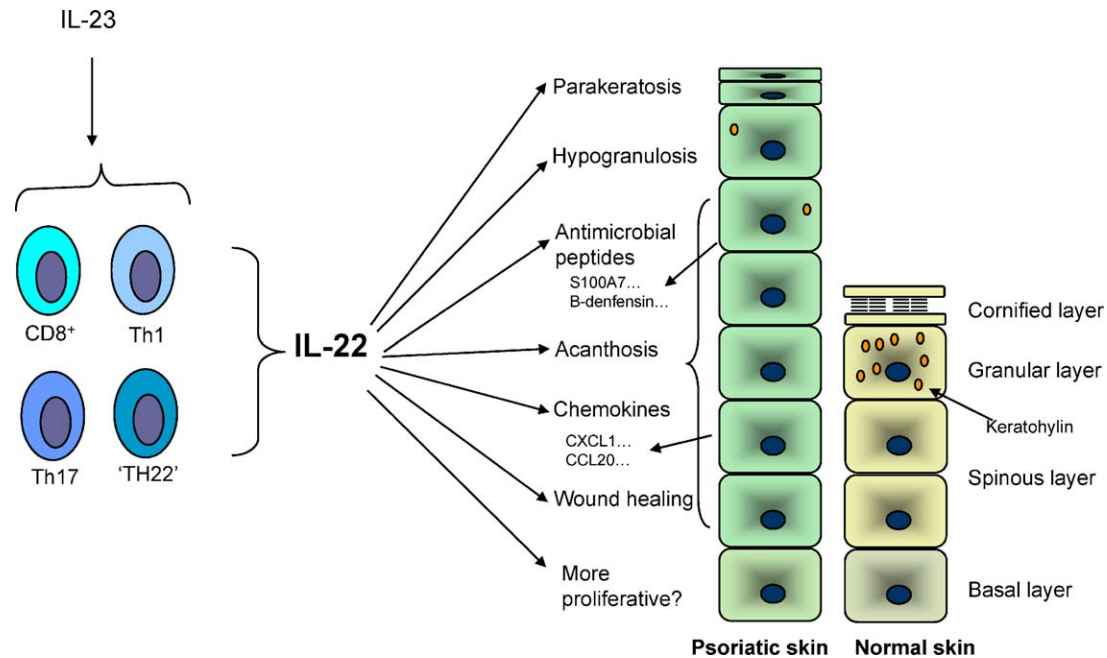 IL-23
CD8⁺
Th1
Th17
‘TH22’
IL-22
Parakeratosis
Hypogranulosis
Antimicrobial
peptides
S100A7...
B-denfensin...
Acanthosis
Chemokines
CXCL1...
CCL20...
Wound healing
More
proliferative?
Cornified layer
Granular layer
Keratohylin
Spinous layer
Basal layer
Psoriatic skin
Normal skin